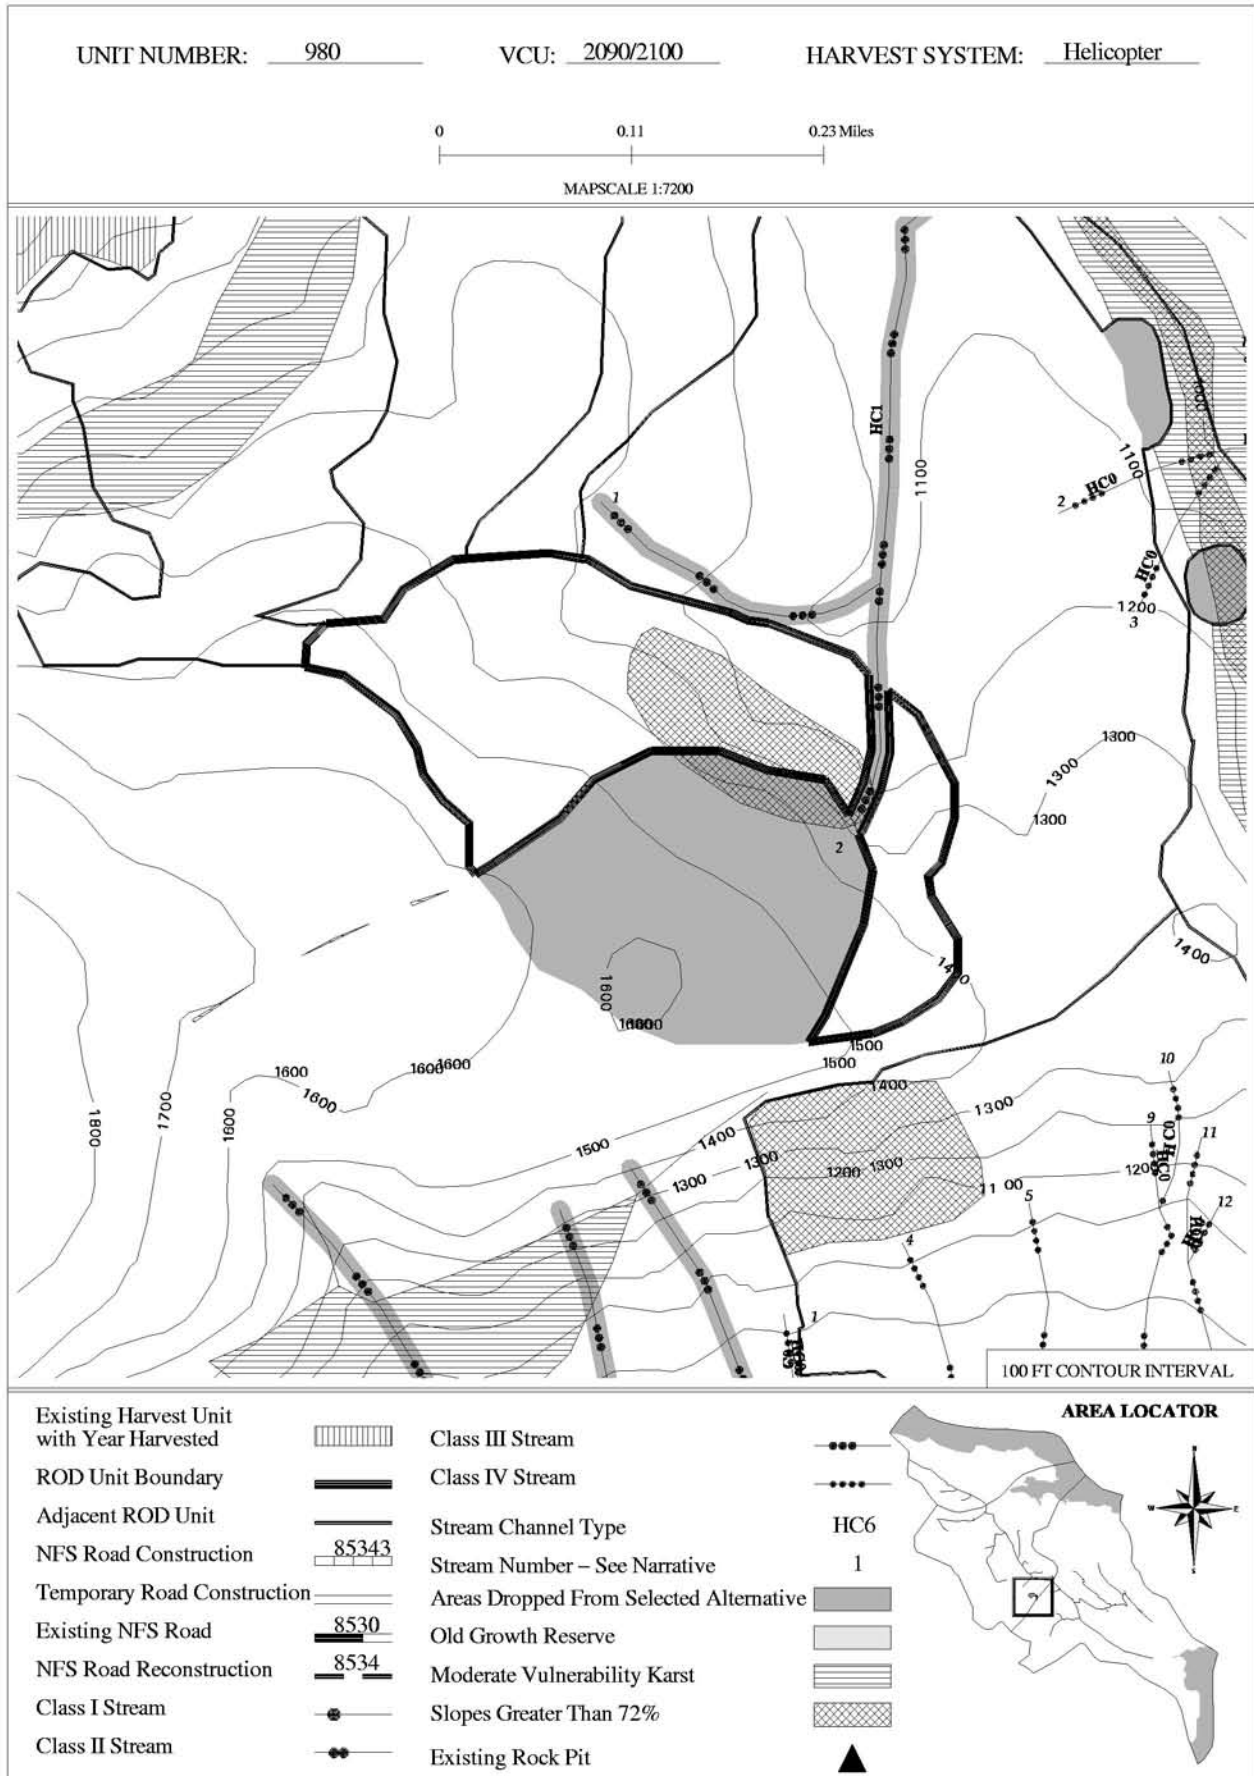 UNIT NUMBER: 980 VCU: 2090/2100 HARVEST SYSTEM: Helicopter
0 0.11 0.23 Miles
MAPSCALE 1:7200
HC1
1
1100
1100
2 HC0
HC0
1200
3
1300
1300
1300
2
1400
1600
1500
1500
1400
1600
1600
1600
1600
1800
1700
1600
1500
1400
1300
1300
1200
1300
1300
1100
1200
10
9
HC0
11
12
5
4
1
100 FT CONTOUR INTERVAL
Existing Harvest Unit
with Year Harvested
ROD Unit Boundary
Adjacent ROD Unit
NFS Road Construction 85343
Temporary Road Construction
Existing NFS Road 8530
NFS Road Reconstruction 8534
Class I Stream
Class II Stream
Class III Stream
Class IV Stream
Stream Channel Type HC6
Stream Number – See Narrative 1
Areas Dropped From Selected Alternative
Old Growth Reserve
Moderate Vulnerability Karst
Slopes Greater Than 72%
Existing Rock Pit
AREA LOCATOR
N
W
E
S